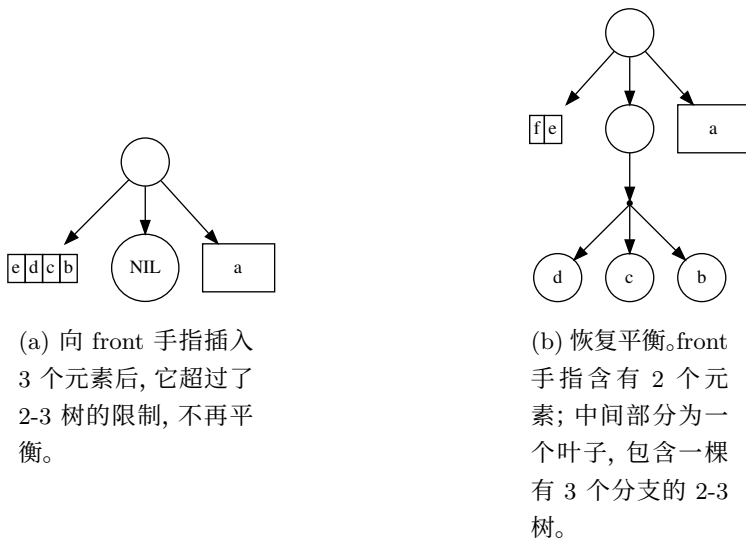 e d c b
NIL
a
(a) 向 front 手指插入
3 个元素后, 它超过了
2-3 树的限制, 不再平
衡。
f e
a
d
c
b
(b) 恢复平衡。front
手指含有 2 个元
素; 中间部分为一
个叶子, 包含一棵
有 3 个分支的 2-3
树。